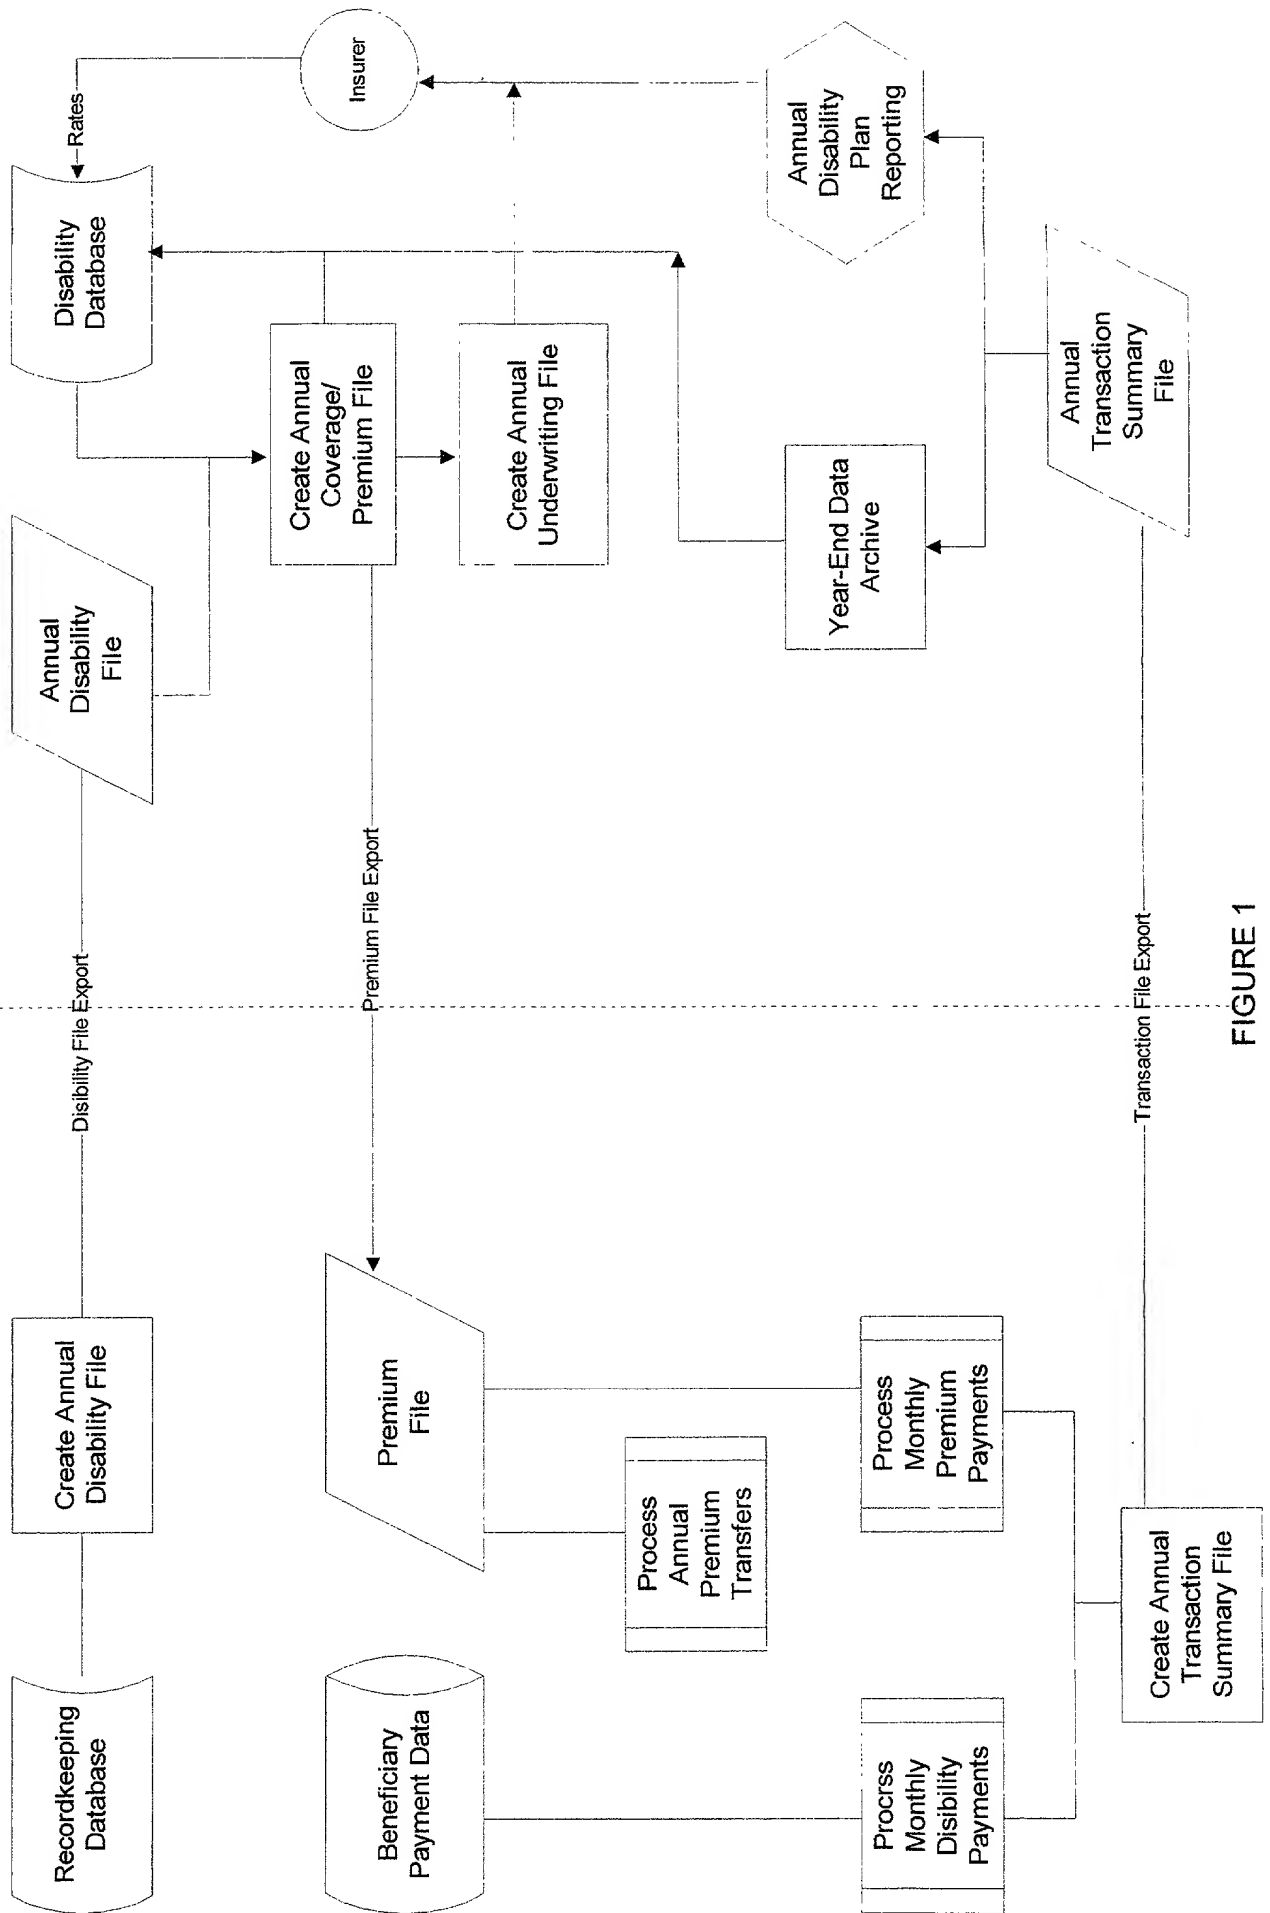 Recordkeeping
Database
Create Annual
Disability File
Disibility File Export
Annual
Disability
File
Disability
Database
Rates
Insurer
Beneficiary
Payment Data
Premium
File
Premium File Export
Create Annual
Coverage/
Premium File
Create Annual
Underwriting File
Process
Annual
Premium
Transfers
Procrss
Monthly
Disibility
Payments
Process
Monthly
Premium
Payments
Year-End Data
Archive
Annual
Disability
Plan
Reporting
Create Annual
Transaction
Summary File
Transaction File Export
Annual
Transaction
Summary
File
FIGURE 1